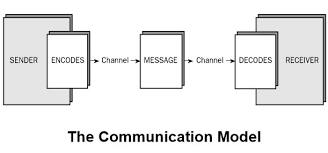 SENDER ENCODES Channel MESSAGE Channel DECODES RECEIVER
The Communication Model